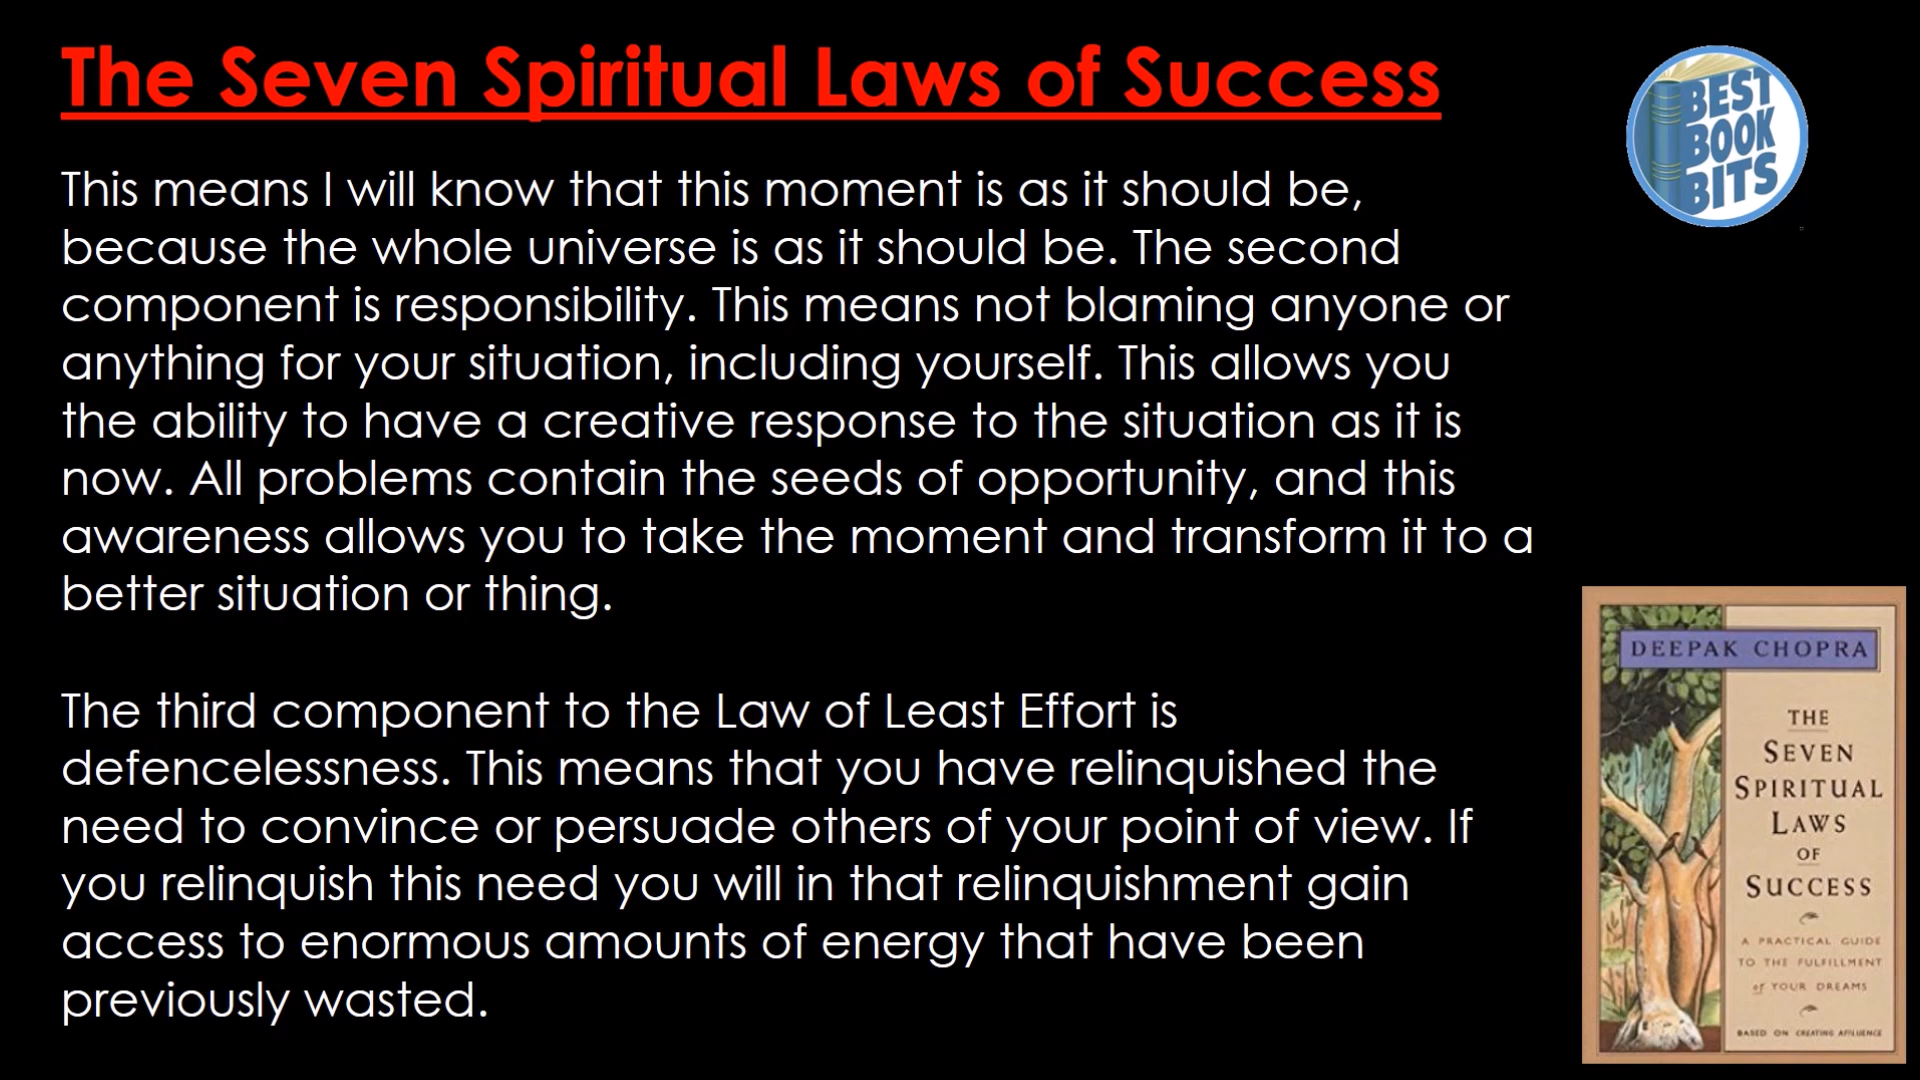 The Seven Spiritual Laws of Success
BEST
BOOK
BITS
This means I will know that this moment is as it should be,
because the whole universe is as it should be. The second
component is responsibility. This means not blaming anyone or
anything for your situation, including yourself. This allows you
the ability to have a creative response to the situation as it is
now. All problems contain the seeds of opportunity, and this
awareness allows you to take the moment and transform it to a
better situation or thing.
The third component to the Law of Least Effort is
defencelessness. This means that you have relinquished the
need to convince or persuade others of your point of view. If
you relinquish this need you will in that relinquishment gain
access to enormous amounts of energy that have been
previously wasted.
DEEPAK CHOPRA
THE
SEVEN
SPIRITUAL
LAWS
OF
SUCCESS
A PRACTICAL GUIDE
TO THE FULFILLMENT
of YOUR DREAMS
BASED ON CREATING AFFLUENCE